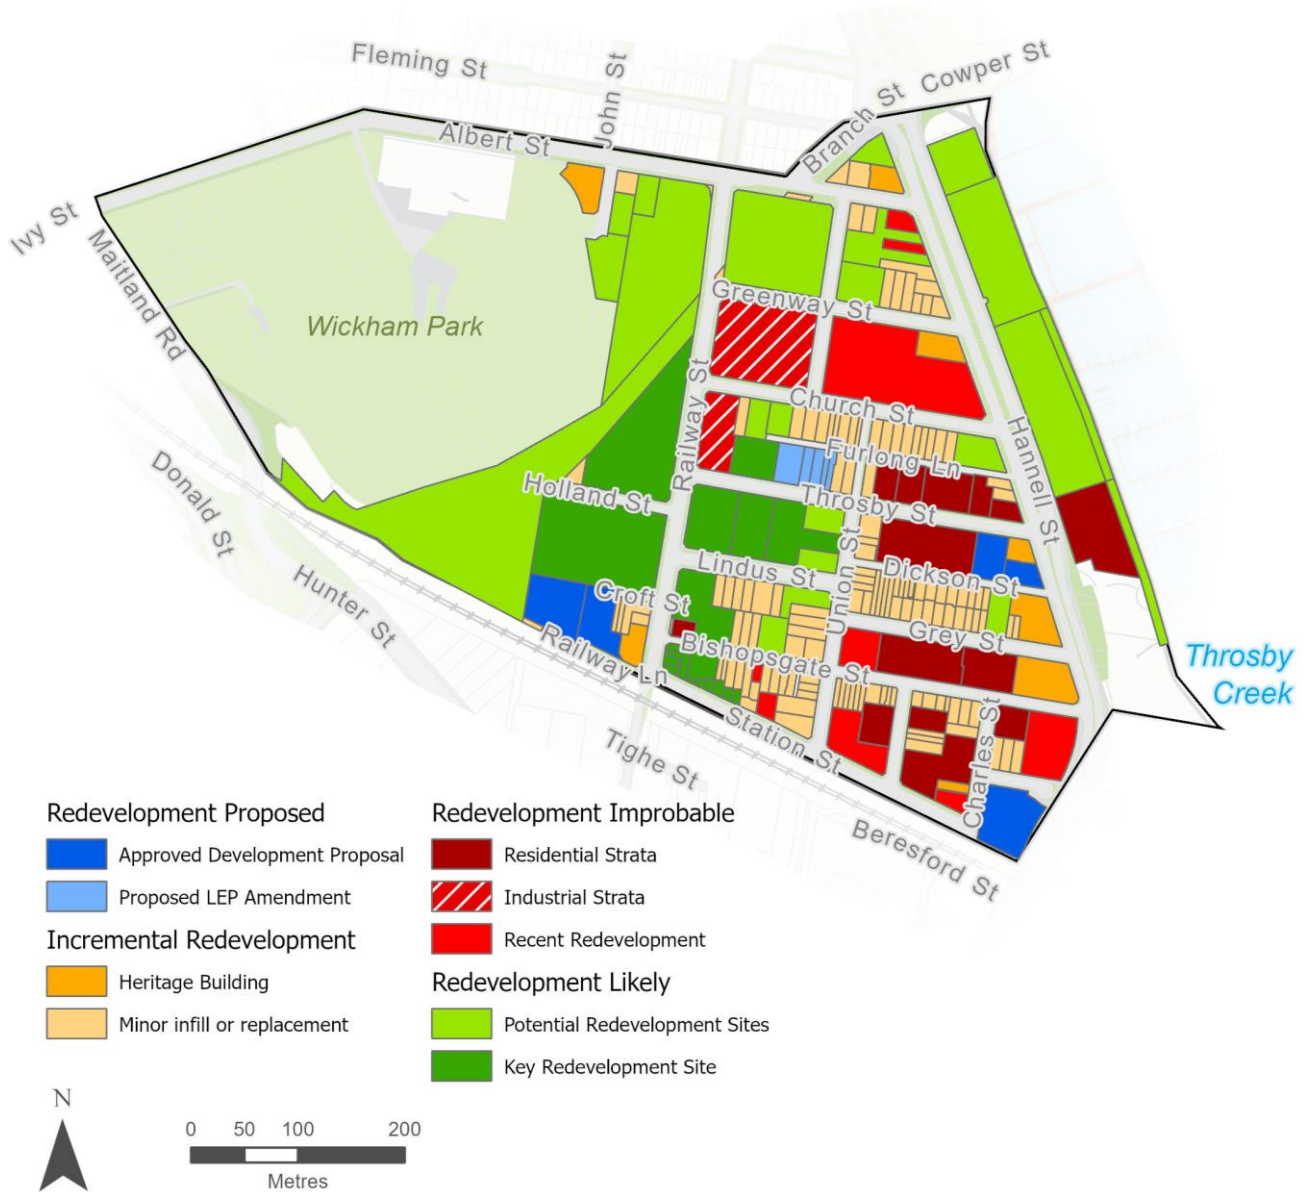 Fleming St
John St
Cowper St
Branch St
Albert St
Ivy St
Maitland Rd
Wickham Park
Greenway St
Railway St
Church St
Hannell St
Furlong Ln
Donald St
Holland St
Throsby St
Hunter St
Lindus St
Union St
Dickson St
Croft St
Grey St
Railway Ln
Bishopsgate St
Throsby
Creek
Station St
Charles St
Tighe St
Beresford St
Redevelopment Proposed
Approved Development Proposal
Proposed LEP Amendment
Incremental Redevelopment
Heritage Building
Minor infill or replacement
Redevelopment Improbable
Residential Strata
Industrial Strata
Recent Redevelopment
Redevelopment Likely
Potential Redevelopment Sites
Key Redevelopment Site
N
0 50 100 200
Metres